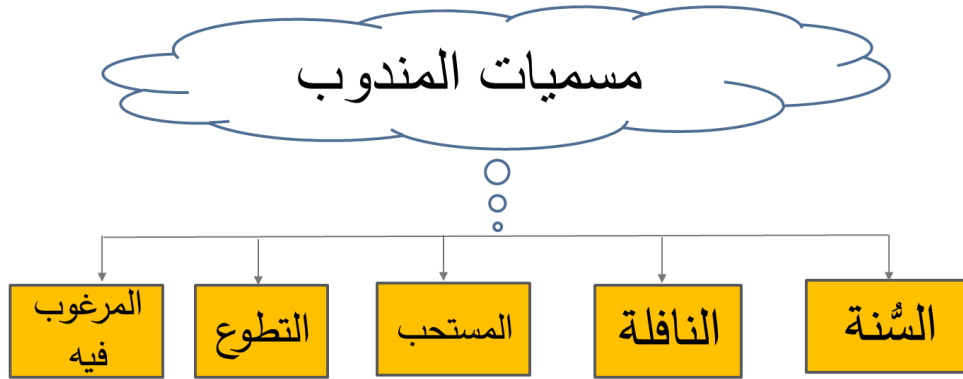 مسميات المندوب
السُّنة
النافلة
المستحب
التطوع
المرغوب
فيه